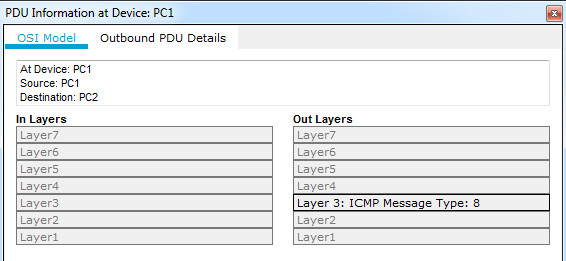 PDU Information at Device: PC1
OSI Model Outbound PDU Details
At Device: PC1
Source: PC1
Destination: PC2
In Layers Out Layers
Layer7 Layer7
Layer6 Layer6
Layer5 Layer5
Layer4 Layer4
Layer3 Layer 3: ICMP Message Type: 8
Layer2 Layer2
Layer1 Layer1